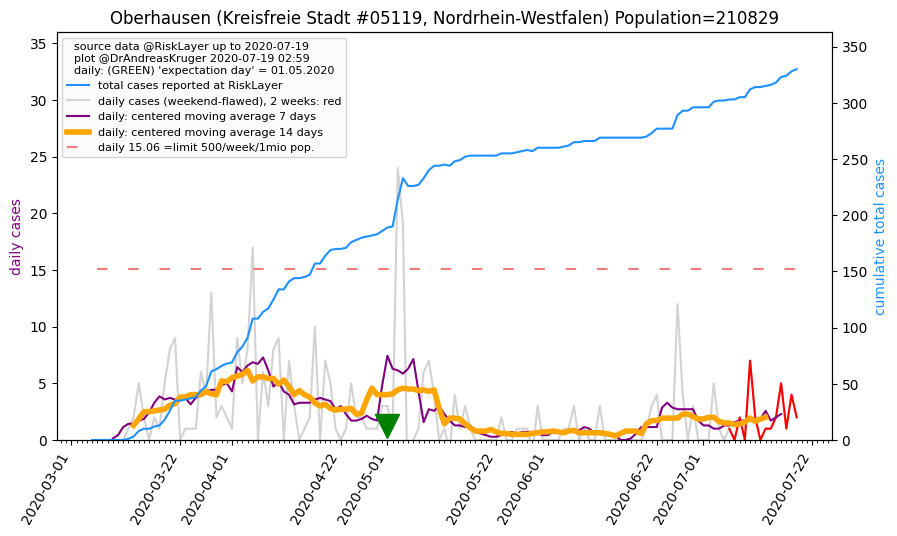 Oberhausen (Kreisfreie Stadt #05119, Nordrhein-Westfalen) Population=210829
source data @RiskLayer up to 2020-07-19
plot @DrAndreasKruger 2020-07-19 02:59
daily: (GREEN) 'expectation day' = 01.05.2020
total cases reported at RiskLayer
daily cases (weekend-flawed), 2 weeks: red
daily: centered moving average 7 days
daily: centered moving average 14 days
daily 15.06 =limit 500/week/1mio pop.
daily cases
35
30
25
20
15
10
5
0
cumulative total cases
350
300
250
200
150
100
50
0
2020-03-01
2020-03-22
2020-04-01
2020-04-22
2020-05-01
2020-05-22
2020-06-01
2020-06-22
2020-07-01
2020-07-22